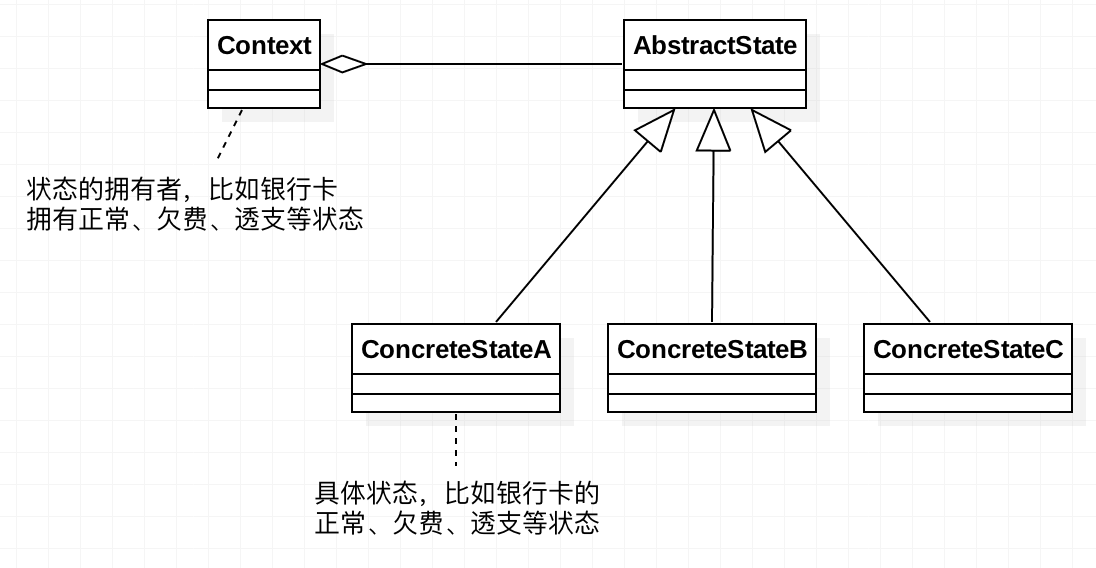 Context
AbstractState
状态的拥有者，比如银行卡
拥有正常、欠费、透支等状态
ConcreteStateA
ConcreteStateB
ConcreteStateC
具体状态，比如银行卡的
正常、欠费、透支等状态